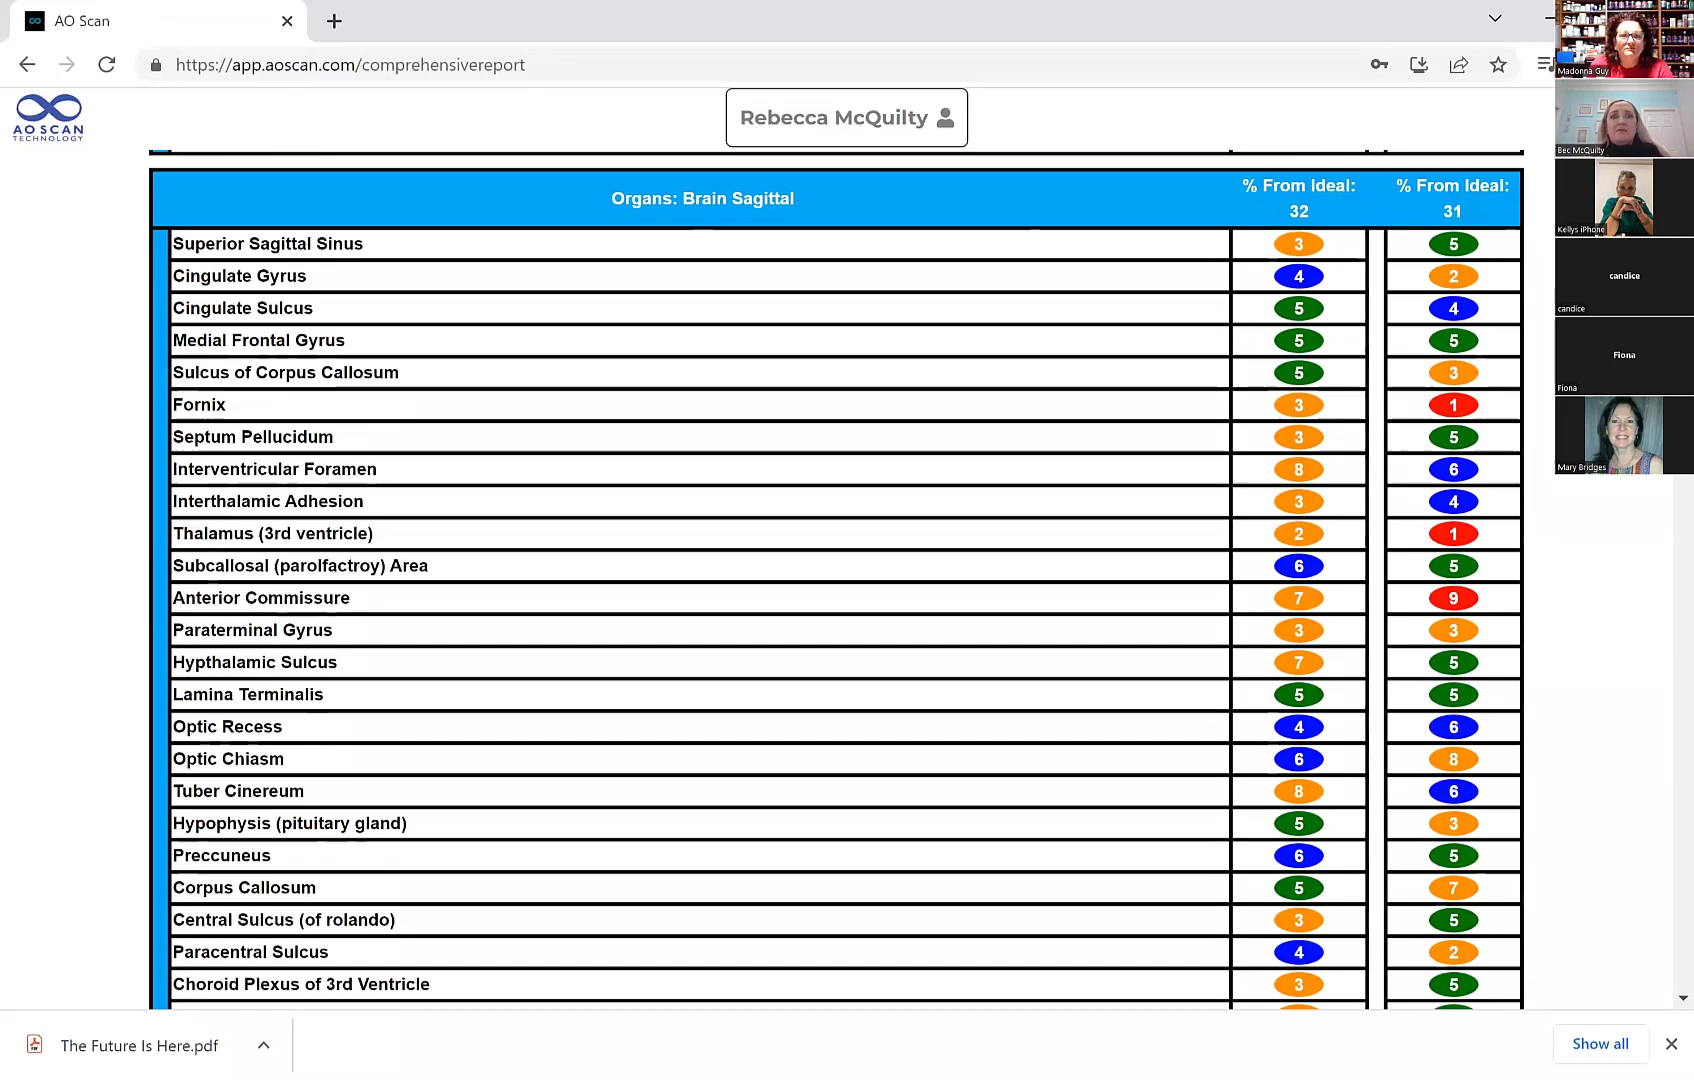 AO Scan
https://app.aoscan.com/comprehensivereport
AO SCAN
TECHNOLOGY
Rebecca McQuilty
Organs: Brain Sagittal % From Ideal: 32 % From Ideal: 31
Superior Sagittal Sinus 3 5
Cingulate Gyrus 4 2
Cingulate Sulcus 5 4
Medial Frontal Gyrus 5 5
Sulcus of Corpus Callosum 5 3
Fornix 3 1
Septum Pellucidum 3 5
Interventricular Foramen 8 6
Interthalamic Adhesion 3 4
Thalamus (3rd ventricle) 2 1
Subcallosal (parolfactroy) Area 6 5
Anterior Commissure 7 9
Paraterminal Gyrus 3 3
Hypthalamic Sulcus 7 5
Lamina Terminalis 5 5
Optic Recess 4 6
Optic Chiasm 6 8
Tuber Cinereum 8 6
Hypophysis (pituitary gland) 5 3
Preccuneus 6 5
Corpus Callosum 5 7
Central Sulcus (of rolando) 3 5
Paracentral Sulcus 4 2
Choroid Plexus of 3rd Ventricle 3 5
Madonna Guy
Bec McQuilty
Kellys iPhone
candice
candice
Fiona
Fiona
Mary Bridges
The Future Is Here.pdf
Show all